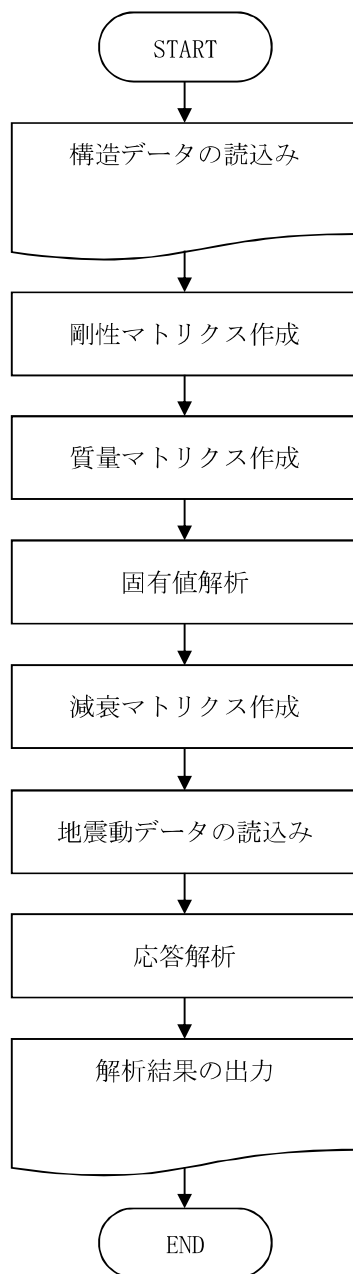 START
構造データの読込み
剛性マトリクス作成
質量マトリクス作成
固有値解析
減衰マトリクス作成
地震動データの読込み
応答解析
解析結果の出力
END